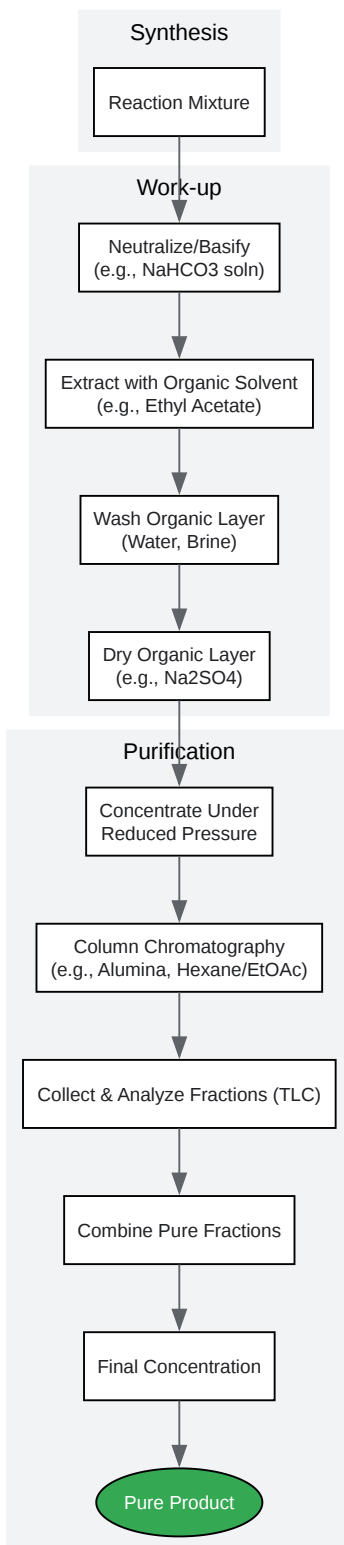 Synthesis
Reaction Mixture
Work-up
Neutralize/Basify
(e.g., NaHCO3 soln)
Extract with Organic Solvent
(e.g., Ethyl Acetate)
Wash Organic Layer
(Water, Brine)
Dry Organic Layer
(e.g., Na2SO4)
Purification
Concentrate Under
Reduced Pressure
Column Chromatography
(e.g., Alumina, Hexane/EtOAc)
Collect & Analyze Fractions (TLC)
Combine Pure Fractions
Final Concentration
Pure Product